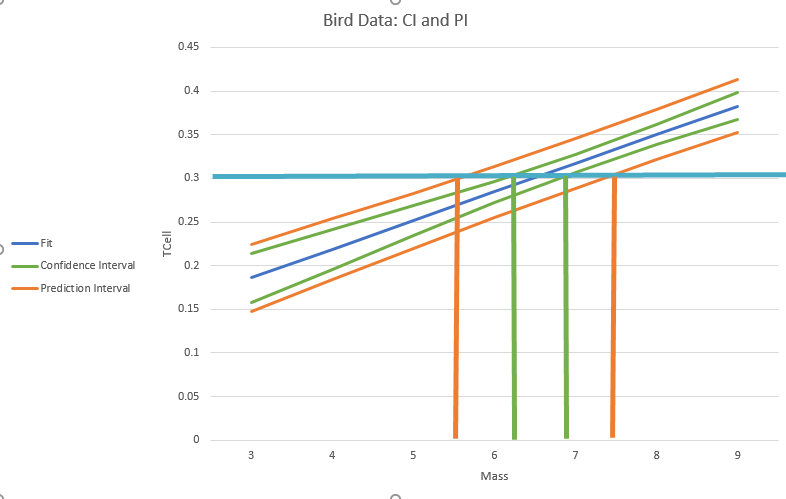 Bird Data: CI and PI
0.45
0.4
0.35
0.3
0.25
0.2
0.15
0.1
0.05
0
TCell
Fit
Confidence Interval
Prediction Interval
3 4 5 6 7 8 9
Mass